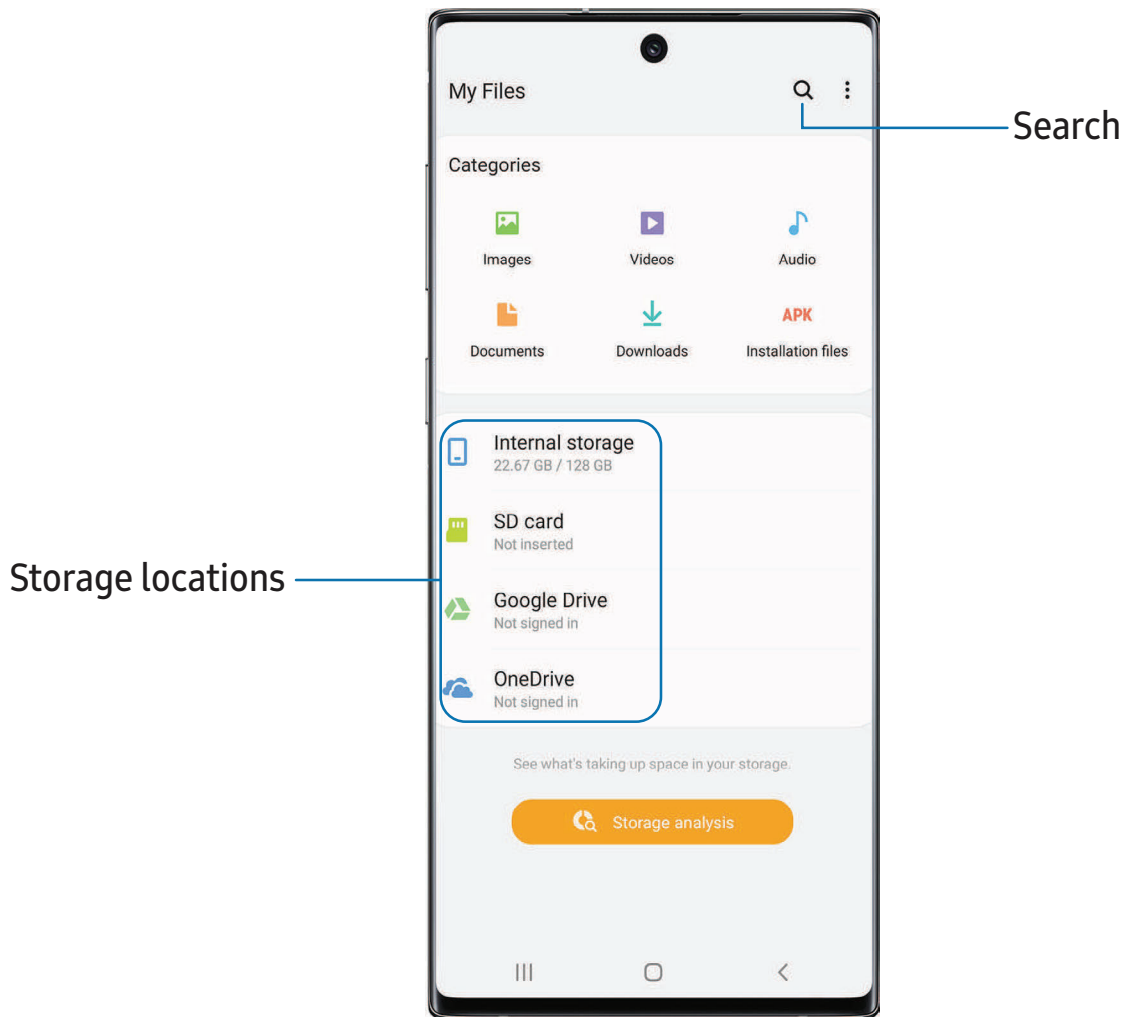 My Files
Search
Categories
Images
Videos
Audio
Documents
Downloads
APK
Installation files
Storage locations
Internal storage
22.67 GB / 128 GB
SD card
Not inserted
Google Drive
Not signed in
OneDrive
Not signed in
See what's taking up space in your storage.
Storage analysis